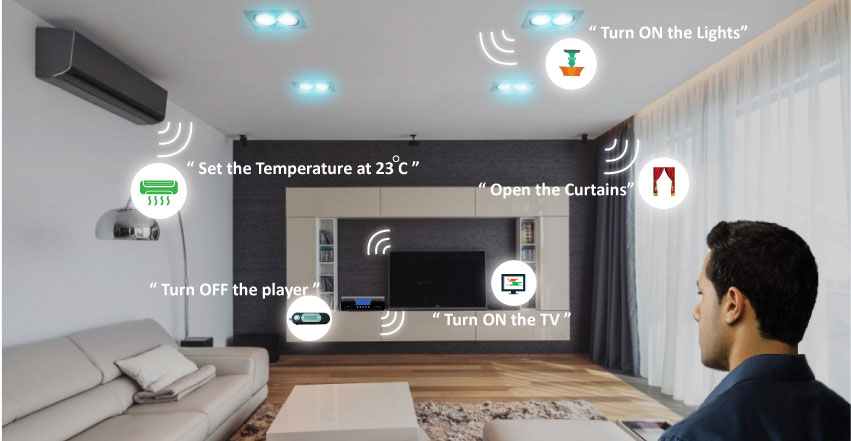 “ Turn ON the Lights”
“ Set the Temperature at 23°C ”
“ Open the Curtains”
“ Turn OFF the player ”
“ Turn ON the TV ”